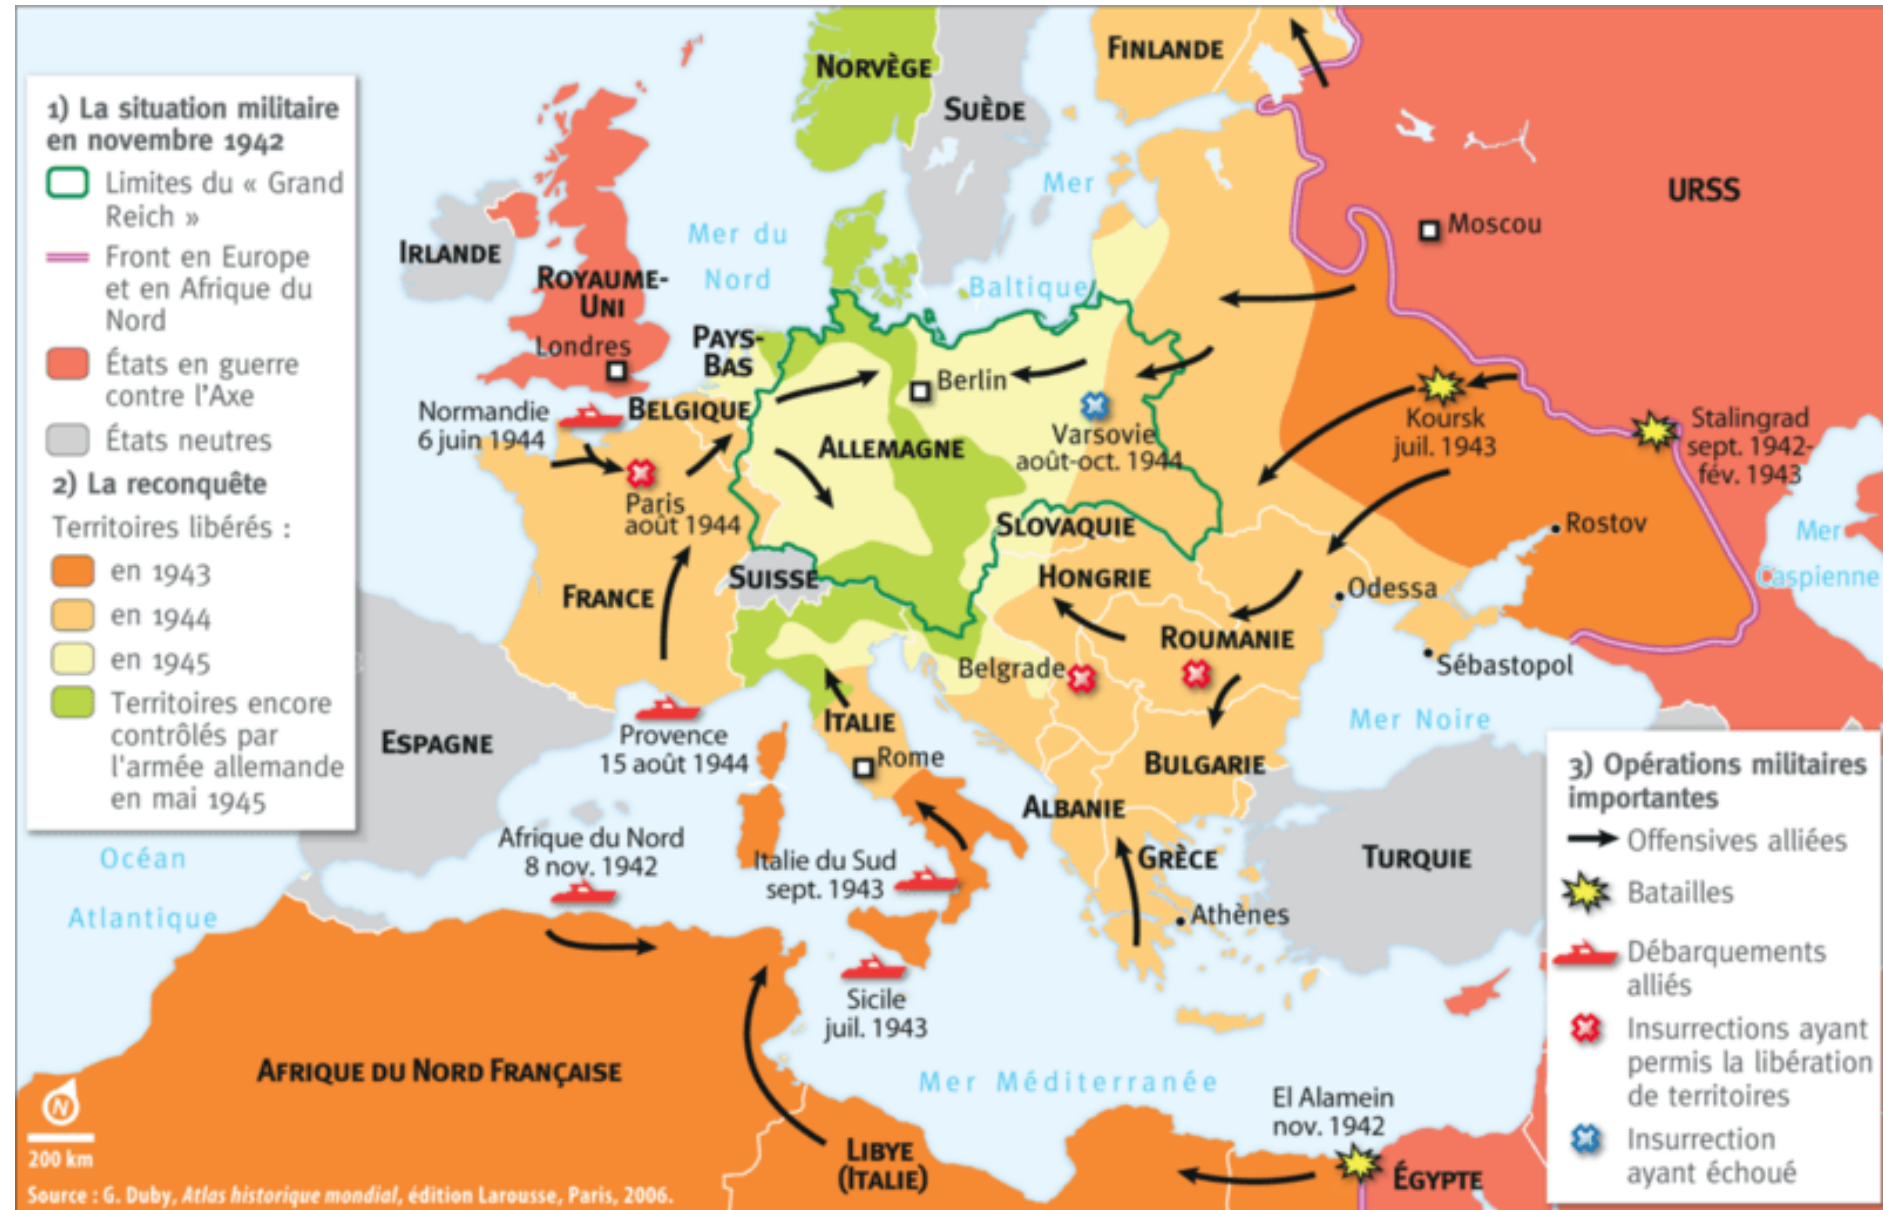 1) La situation militaire
en novembre 1942
Limites du « Grand
Reich »
Front en Europe
et en Afrique du
Nord
États en guerre
contre l'Axe
États neutres
2) La reconquête
Territoires libérés :
en 1943
en 1944
en 1945
Territoires encore
contrôlés par
l'armée allemande
en mai 1945
NORVÈGE
SUÈDE
FINLANDE
URSS
Moscou
IRLANDE
ROYAUME-
UNI
Londres
Mer du
Nord
Mer
Baltique
PAYS-
BAS
BELGIQUE
Normandie
6 juin 1944
Berlin
ALLEMAGNE
Varsovie
août-oct. 1944
Koursk
juil. 1943
Stalingrad
sept. 1942-
fév. 1943
Paris
août 1944
SLOVAQUIE
Rostov
Mer
Caspienne
SUISSE
FRANCE
HONGRIE
Odessa
ROUMANIE
Belgrade
Sébastopol
Mer Noire
ESPAGNE
Provence
15 août 1944
ITALIE
Rome
BULGARIE
ALBANIE
GRÈCE
TURQUIE
Athènes
Océan
Atlantique
Afrique du Nord
8 nov. 1942
Italie du Sud
sept. 1943
Sicile
juil. 1943
AFRIQUE DU NORD FRANÇAISE
Mer Méditerranée
El Alamein
nov. 1942
LIBYE
(ITALIE)
ÉGYPTE
3) Opérations militaires
importantes
Offensives alliées
Batailles
Débarquements
alliés
Insurrections ayant
permis la libération
de territoires
Insurrection
ayant échoué
N
200 km
Source : G. Duby, Atlas historique mondial, édition Larousse, Paris, 2006.